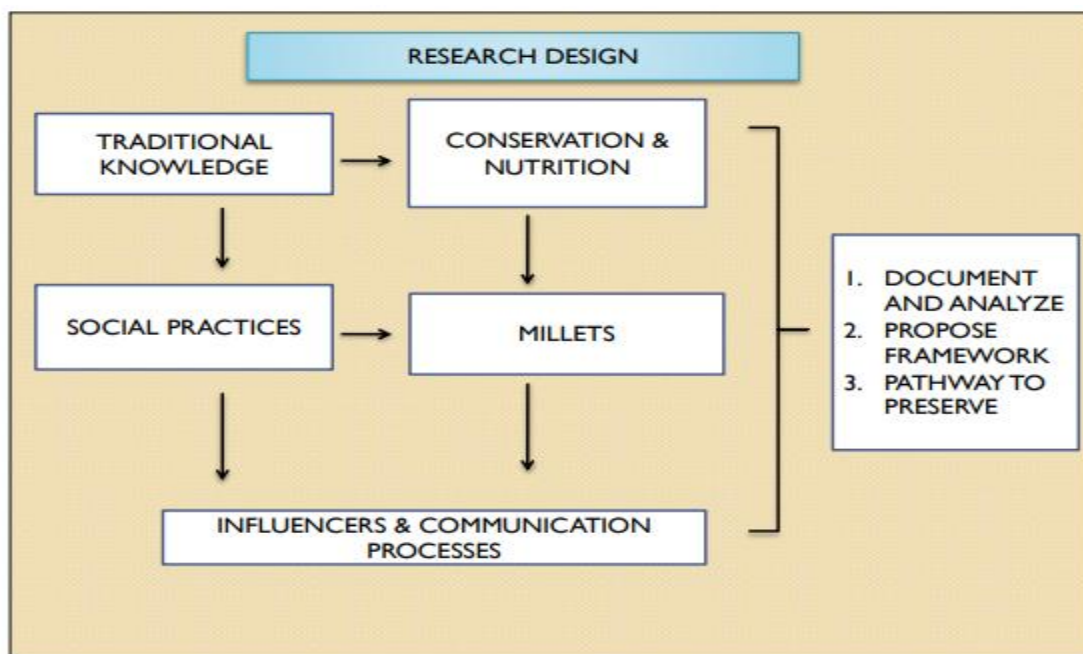 RESEARCH DESIGN
TRADITIONAL
KNOWLEDGE
CONSERVATION &
NUTRITION
SOCIAL PRACTICES
MILLETS
INFLUENCERS & COMMUNICATION
PROCESSES
1. DOCUMENT
AND ANALYZE
2. PROPOSE
FRAMEWORK
3. PATHWAY TO
PRESERVE